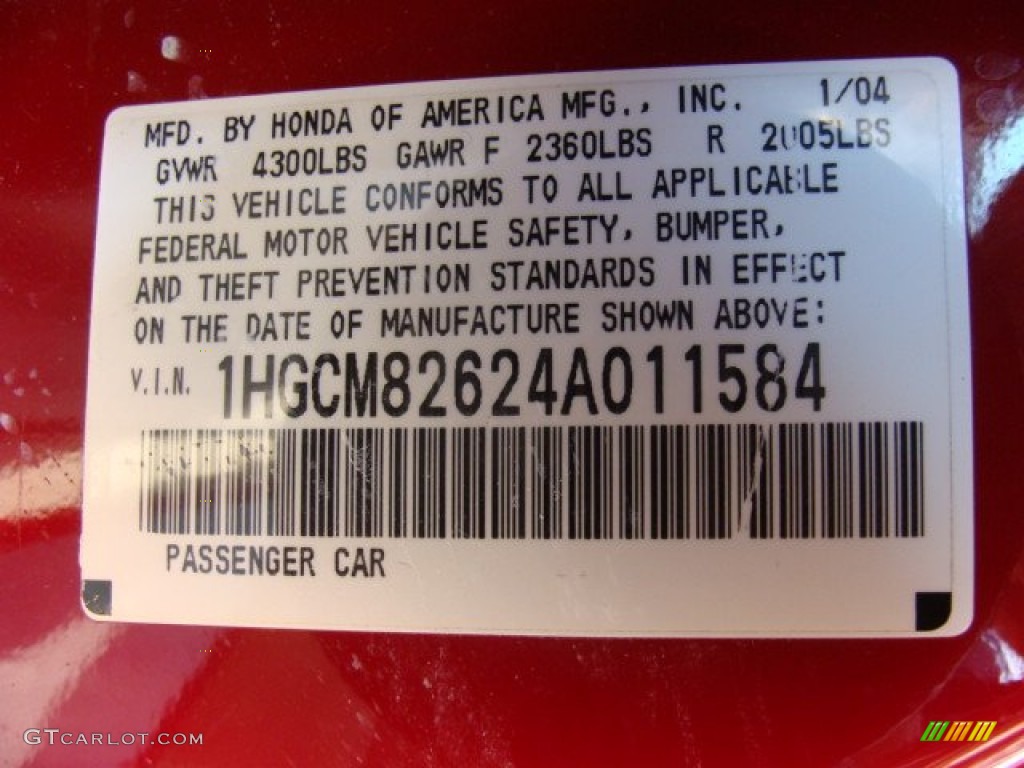 MFD. BY HONDA OF AMERICA MFG., INC. 1/04
GVWR 4300LBS GAWR F 2360LBS R 2005LBS
THIS VEHICLE CONFORMS TO ALL APPLICABLE
FEDERAL MOTOR VEHICLE SAFETY, BUMPER,
AND THEFT PREVENTION STANDARDS IN EFFECT
ON THE DATE OF MANUFACTURE SHOWN ABOVE:
V.I.N. 1HGCM82624A011584
PASSENGER CAR
GTCARLOT.COM